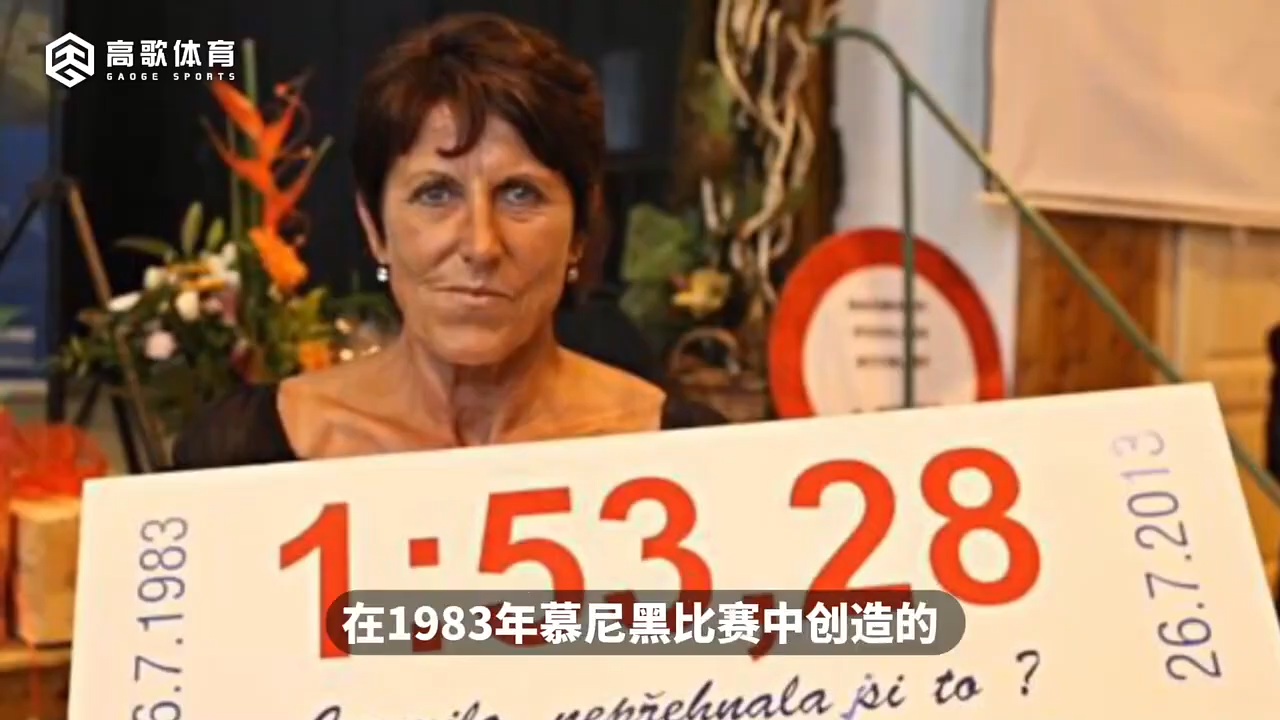 高歌体育
GAOGE SPORTS
1:53,28
6.7.1983
26.7.2013
在1983年慕尼黑比赛中创造的
nepřehnala jsi to ?